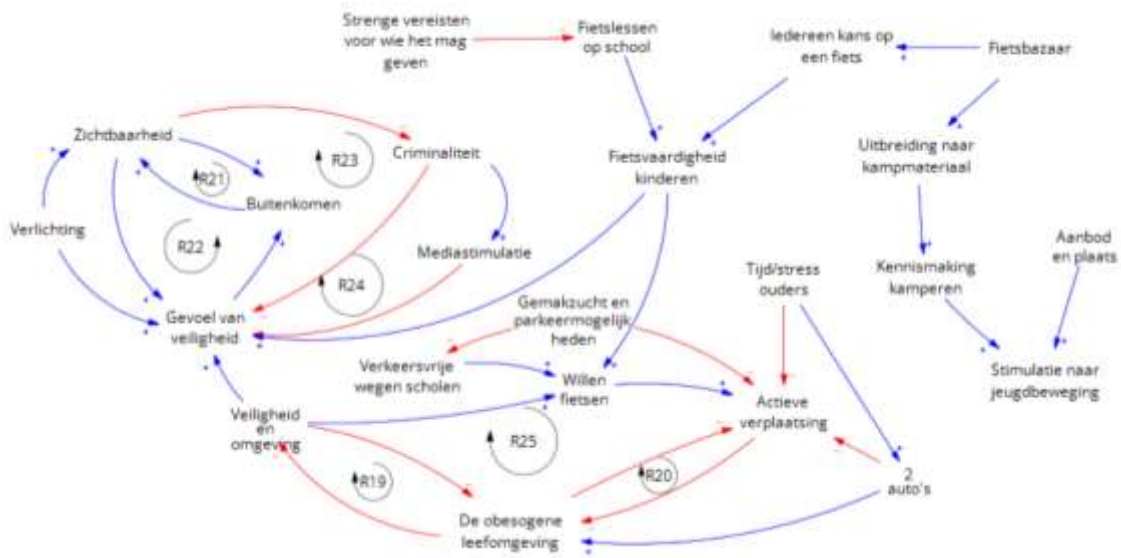 Strenge vereisten
voor wie het mag
geven
Fietslessen
op school
Iedereen kans op
een fiets
Fietsbazaar
Zichtbaarheid
R23
Criminaliteit
Fietsvaardigheid
kinderen
Uitbreiding naar
kampmateriaal
R21
Buitenkomen
Verlichting
R22
Mediastimulatie
Aanbod
en plaats
Tijd/stress
ouders
Kennismaking
kamperen
R24
Gevoel van
veiligheid
Gemakzucht en
parkeermogelijk
heden
Verkeersvrije
wegen scholen
Willen
fietsen
Stimulatie naar
jeugdbeweging
Actieve
verplaatsing
Veiligheid
en
omgeving
R25
R19
R20
2
auto's
De obesogene
leefomgeving